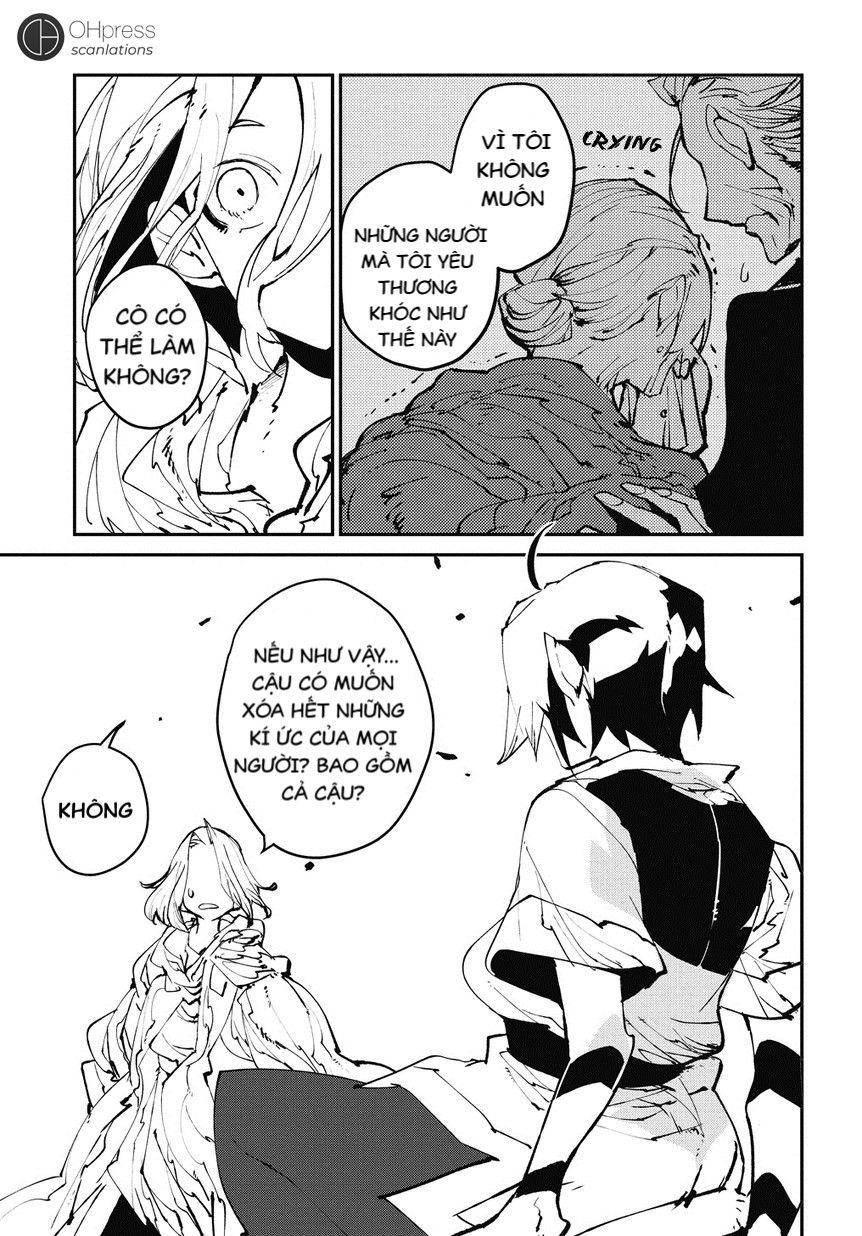 OHpress
scanlations
VÌ TÔI
KHÔNG
MUỐN
CRYING
NHỮNG NGƯỜI
MÀ TÔI YÊU
THƯƠNG
KHÓC NHƯ
THẾ NÀY
CÔ CÓ
THỂ LÀM
KHÔNG?
NẾU NHƯ VẬY...
CẬU CÓ MUỐN
XÓA HẾT NHỮNG
KÍ ỨC CỦA MỌI
NGƯỜI? BAO GỒM
CẢ CẬU?
KHÔNG